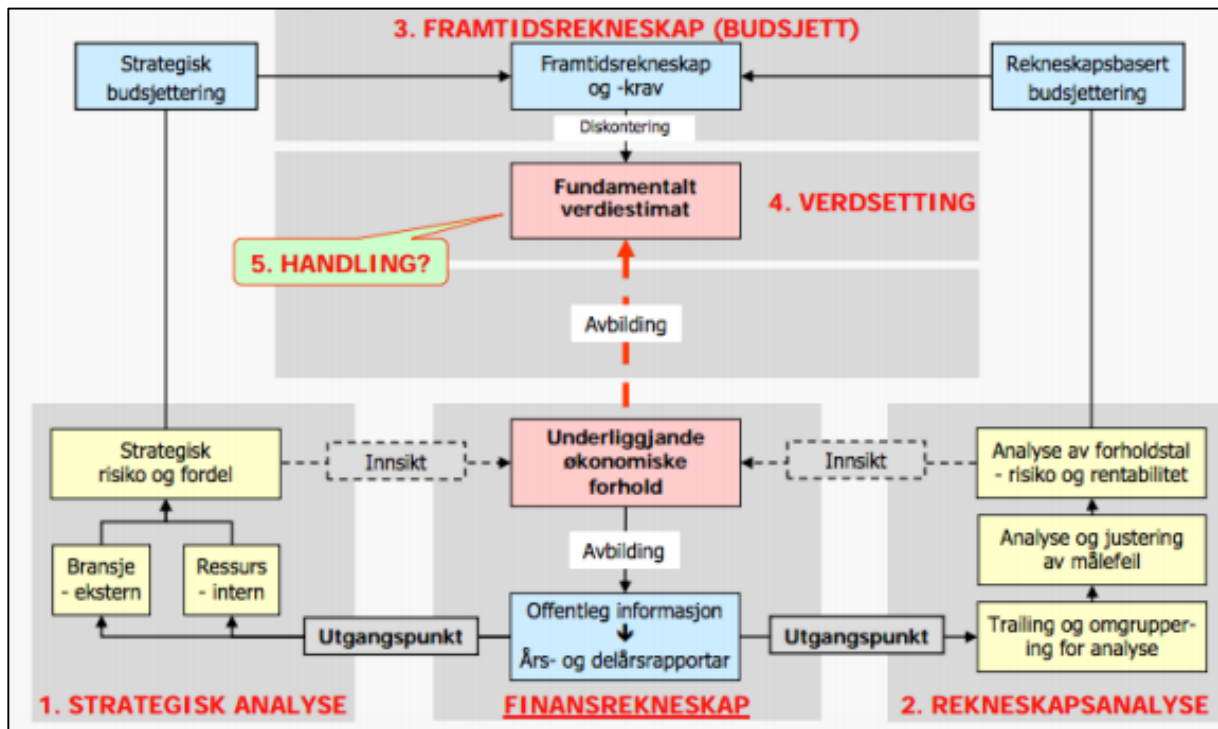 3. FRAMTIDSREKNESKAP (BUDSJETT)
Strategisk
budsjettering
Framtidsrekneskap
og -krav
Rekneskapsbasert
budsjettering
Diskontering
Fundamentalt
verdiestimat
4. VERDSETTING
5. HANDLING?
Avbilding
Strategisk
risiko og fordel
Innsikt
Underliggjande
økonomiske
forhold
Innsikt
Analyse av forholdstal
- risiko og rentabilitet
Bransje
- ekstern
Ressurs
- intern
Avbilding
Analyse og justering
av målefeil
Utgangspunkt
Offentleg informasjon
Års- og delårsrapportar
Utgangspunkt
Trailing og omgrupper-
ing for analyse
1. STRATEGISK ANALYSE
FINANSREKNESKAP
2. REKNESKAPSANALYSE